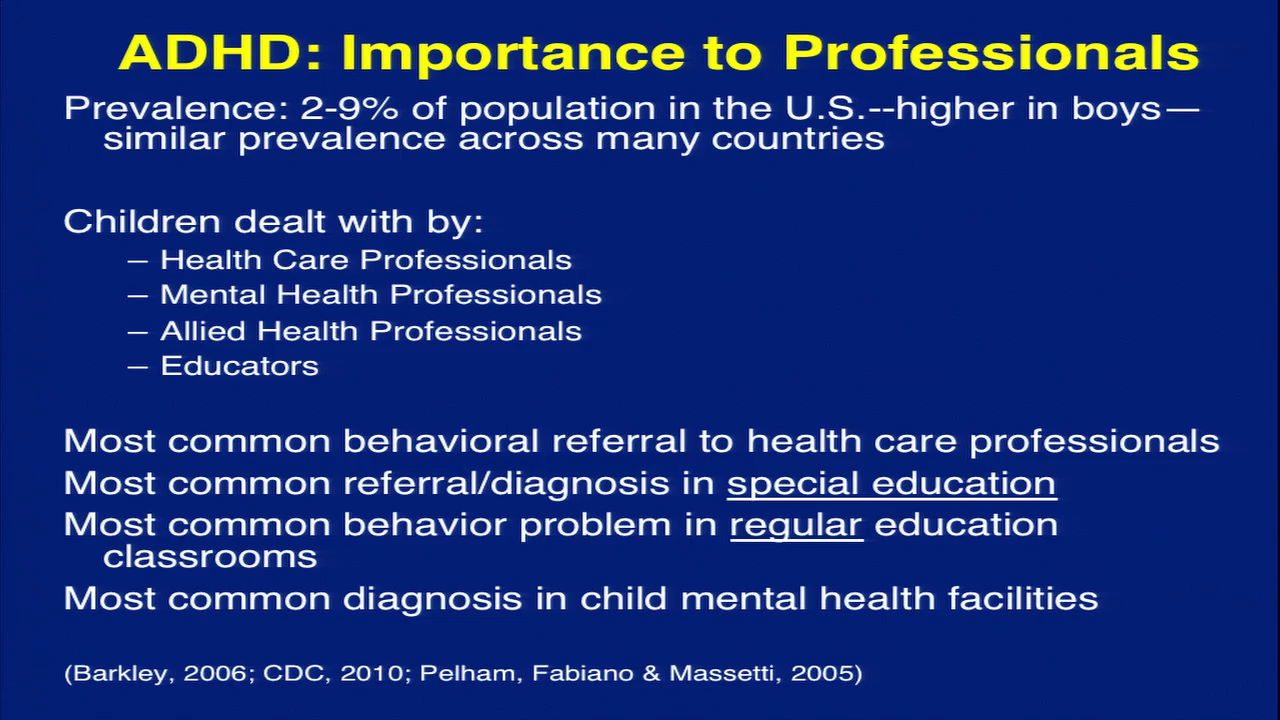 ADHD: Importance to Professionals
Prevalence: 2-9% of population in the U.S.--higher in boys—
similar prevalence across many countries
Children dealt with by:
– Health Care Professionals
– Mental Health Professionals
– Allied Health Professionals
– Educators
Most common behavioral referral to health care professionals
Most common referral/diagnosis in special education
Most common behavior problem in regular education
classrooms
Most common diagnosis in child mental health facilities
(Barkley, 2006; CDC, 2010; Pelham, Fabiano & Massetti, 2005)